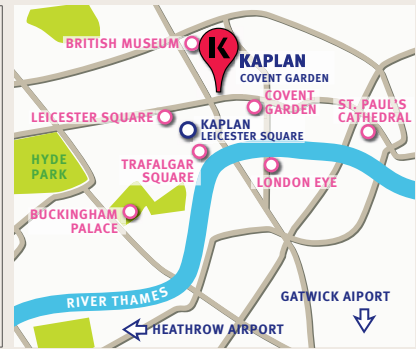 BRITISH MUSEUM
K
KAPLAN
COVENT GARDEN
COVENT
GARDEN
ST. PAUL'S
CATHEDRAL
LEICESTER SQUARE
KAPLAN
LEICESTER SQUARE
TRAFALGAR
SQUARE
HYDE
PARK
LONDON EYE
BUCKINGHAM
PALACE
RIVER THAMES
GATWICK AIPORT
HEATHROW AIRPORT